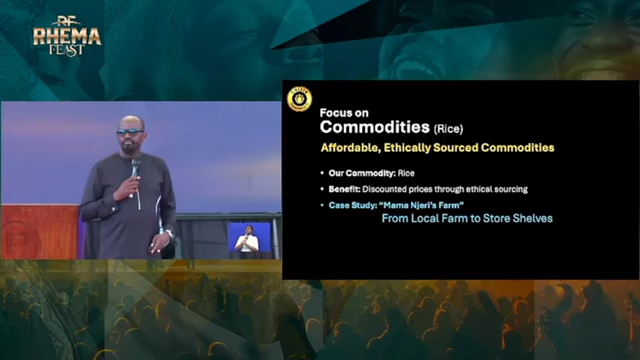 RF
RHEMA
FEAST
Focus on
Commodities (Rice)
Affordable, Ethically Sourced Commodities
• Our Commodity: Rice
• Benefit: Discounted prices through ethical sourcing
• Case Study: "Mama Njeri's Farm"
From Local Farm to Store Shelves